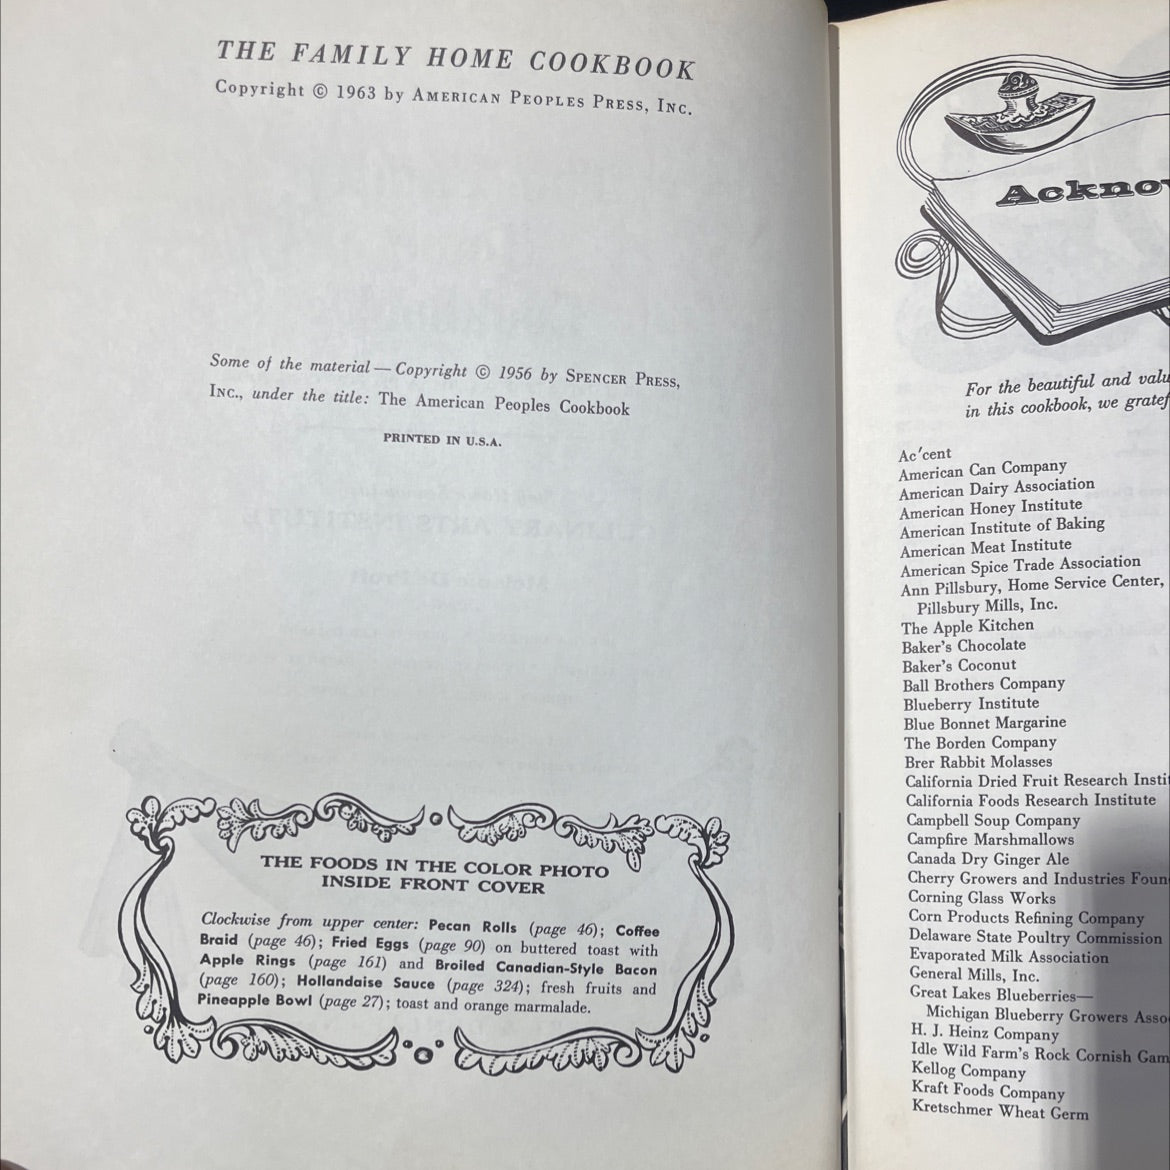 THE FAMILY HOME COOKBOOK
Copyright © 1963 by AMERICAN PEOPLES PRESS, INC.
Some of the material — Copyright © 1956 by SPENCER PRESS,
INC., under the title: The American Peoples Cookbook
PRINTED IN U.S.A.
THE FOODS IN THE COLOR PHOTO
INSIDE FRONT COVER
Clockwise from upper center: Pecan Rolls (page 46); Coffee
Braid (page 46); Fried Eggs (page 90) on buttered toast with
Apple Rings (page 161) and Broiled Canadian-Style Bacon
(page 160); Hollandaise Sauce (page 324); fresh fruits and
Pineapple Bowl (page 27); toast and orange marmalade.
Acknow
For the beautiful and valu
in this cookbook, we gratef
Ac′cent
American Can Company
American Dairy Association
American Honey Institute
American Institute of Baking
American Meat Institute
American Spice Trade Association
Ann Pillsbury, Home Service Center,
Pillsbury Mills, Inc.
The Apple Kitchen
Baker's Chocolate
Baker's Coconut
Ball Brothers Company
Blueberry Institute
Blue Bonnet Margarine
The Borden Company
Brer Rabbit Molasses
California Dried Fruit Research Instit
California Foods Research Institute
Campbell Soup Company
Campfire Marshmallows
Canada Dry Ginger Ale
Cherry Growers and Industries Foun
Corning Glass Works
Corn Products Refining Company
Delaware State Poultry Commission
Evaporated Milk Association
General Mills, Inc.
Great Lakes Blueberries—
Michigan Blueberry Growers Asso
H. J. Heinz Company
Idle Wild Farm's Rock Cornish Gam
Kellog Company
Kraft Foods Company
Kretschmer Wheat Germ